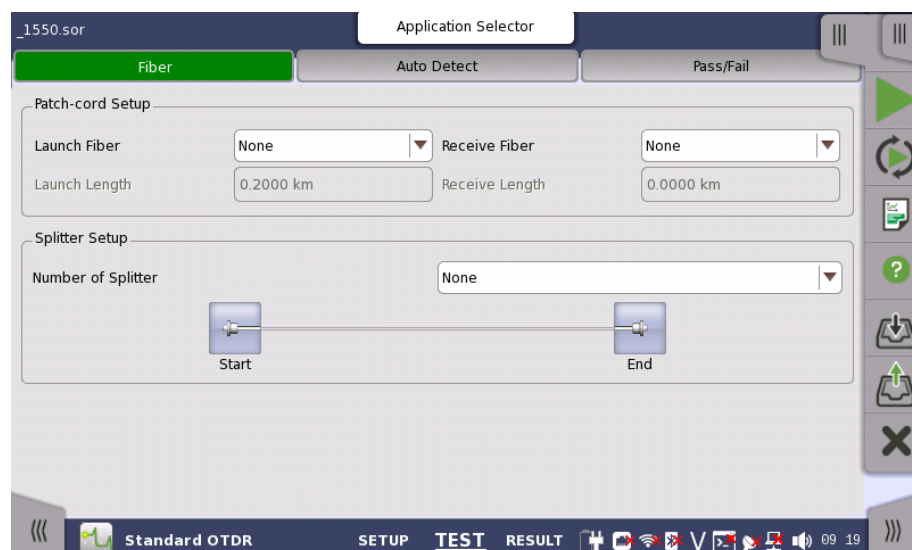 _1550.sor
Application Selector
Fiber Auto Detect Pass/Fail
Patch-cord Setup
Launch Fiber None Receive Fiber None
Launch Length 0.2000 km Receive Length 0.0000 km
Splitter Setup
Number of Splitter None
Start End
Standard OTDR SETUP TEST RESULT 09 19